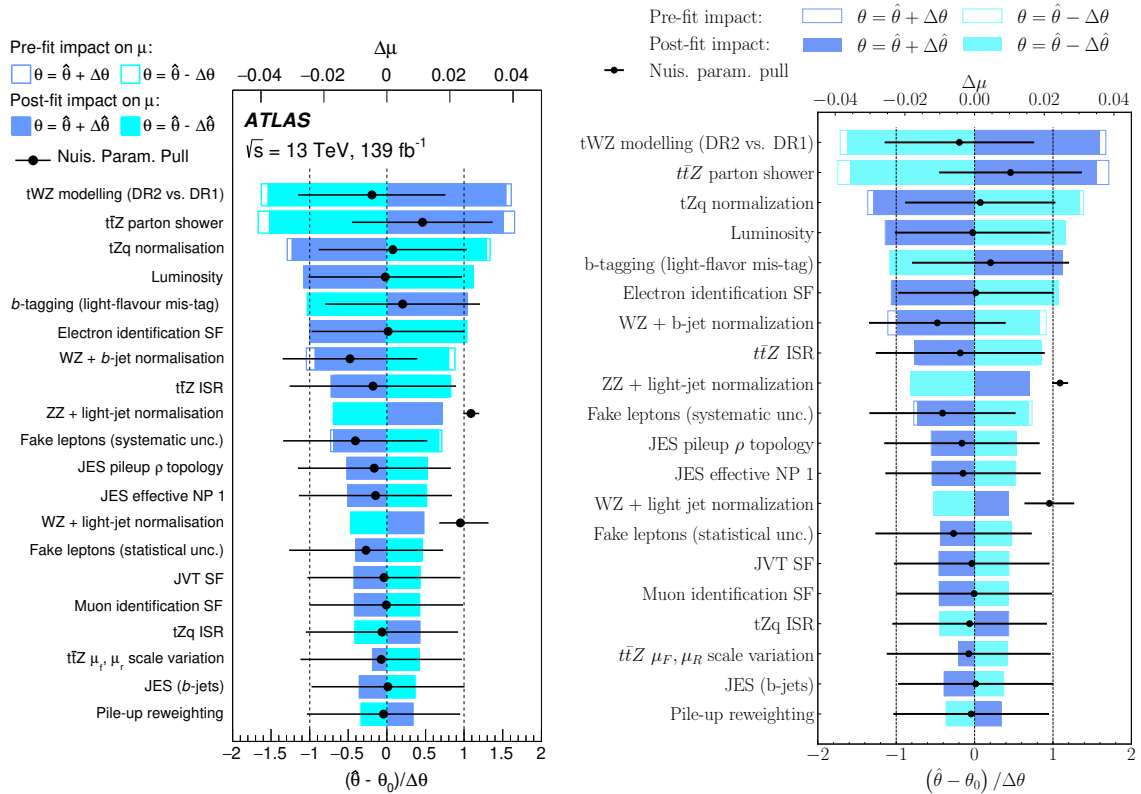 Pre-fit impact on μ:
θ = θ̂ + Δθ θ = θ̂ - Δθ
Post-fit impact on μ:
θ = θ̂ + Δθ̂ θ = θ̂ - Δθ̂
Nuis. Param. Pull
Δμ
−0.04 −0.02 0 0.02 0.04
ATLAS
√s = 13 TeV, 139 fb⁻¹
tWZ modelling (DR2 vs. DR1)
tt̄Z parton shower
tZq normalisation
Luminosity
b-tagging (light-flavour mis-tag)
Electron identification SF
WZ + b-jet normalisation
tt̄Z ISR
ZZ + light-jet normalisation
Fake leptons (systematic unc.)
JES pileup ρ topology
JES effective NP 1
WZ + light-jet normalisation
Fake leptons (statistical unc.)
JVT SF
Muon identification SF
tZq ISR
tt̄Z μf, μr scale variation
JES (b-jets)
Pile-up reweighting
−2 −1.5 −1 −0.5 0 0.5 1 1.5 2
(θ̂ - θ₀)/Δθ
Pre-fit impact: θ = θ̂ + Δθ θ = θ̂ − Δθ
Post-fit impact: θ = θ̂ + Δθ̂ θ = θ̂ − Δθ̂
Nuis. param. pull
Δμ
−0.04 −0.02 0.00 0.02 0.04
tWZ modelling (DR2 vs. DR1)
tt̄Z parton shower
tZq normalization
Luminosity
b-tagging (light-flavor mis-tag)
Electron identification SF
WZ + b-jet normalization
tt̄Z ISR
ZZ + light-jet normalization
Fake leptons (systematic unc.)
JES pileup ρ topology
JES effective NP 1
WZ + light jet normalization
Fake leptons (statistical unc.)
JVT SF
Muon identification SF
tZq ISR
tt̄Z μF, μR scale variation
JES (b-jets)
Pile-up reweighting
−2 −1 0 1 2
(θ̂ − θ₀) /Δθ